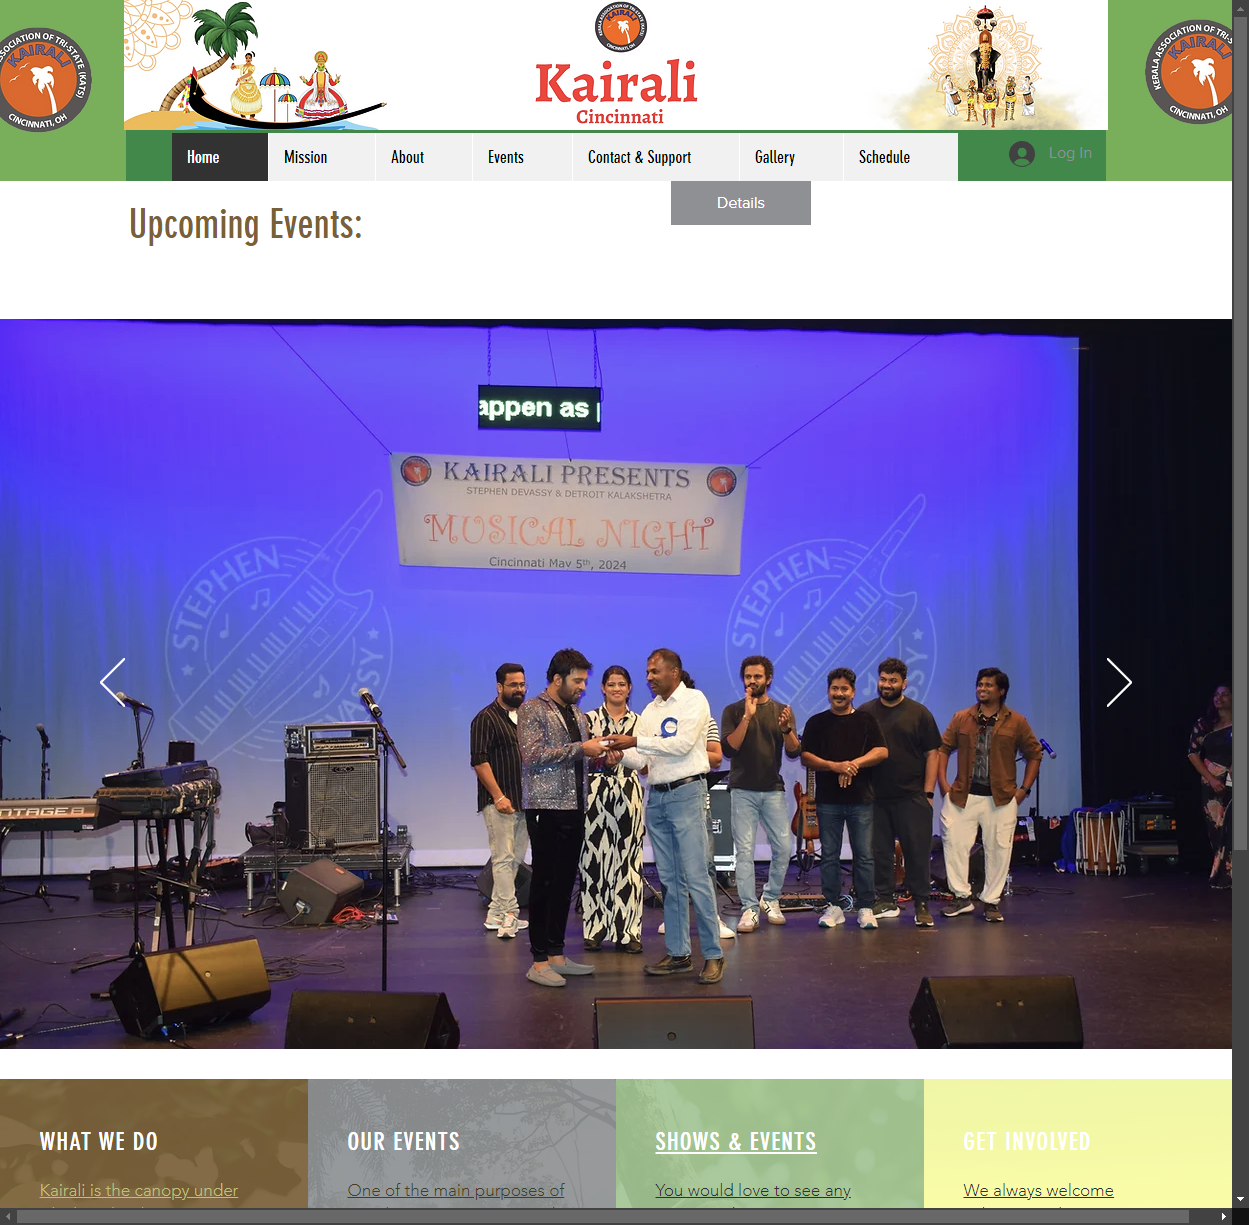 KERALA ASSOCIATION OF TRI-STATE (KATS)
KAIRALI
CINCINNATI, OH
Kairali
Cincinnati
ASSOCIATION OF TRI-STATE (KATS)
KAIRALI
CINCINNATI, OH
KERALA ASSOCIATION OF TRI-
KAIRALI
CINCINNATI, OH
Home
Mission
About
Events
Contact & Support
Gallery
Schedule
Log In
Details
Upcoming Events:
appen as
KAIRALI PRESENTS
STEPHEN DEVASSY & DETROIT KALAKSHETRA
MUSICAL NIGHT
Cincinnati May 5th, 2024
STEPHEN
STEPHEN
VASSY
SSY
NTAGE 8
WHAT WE DO
OUR EVENTS
SHOWS & EVENTS
GET INVOLVED
Kairali is the canopy under
One of the main purposes of
You would love to see any
We always welcome